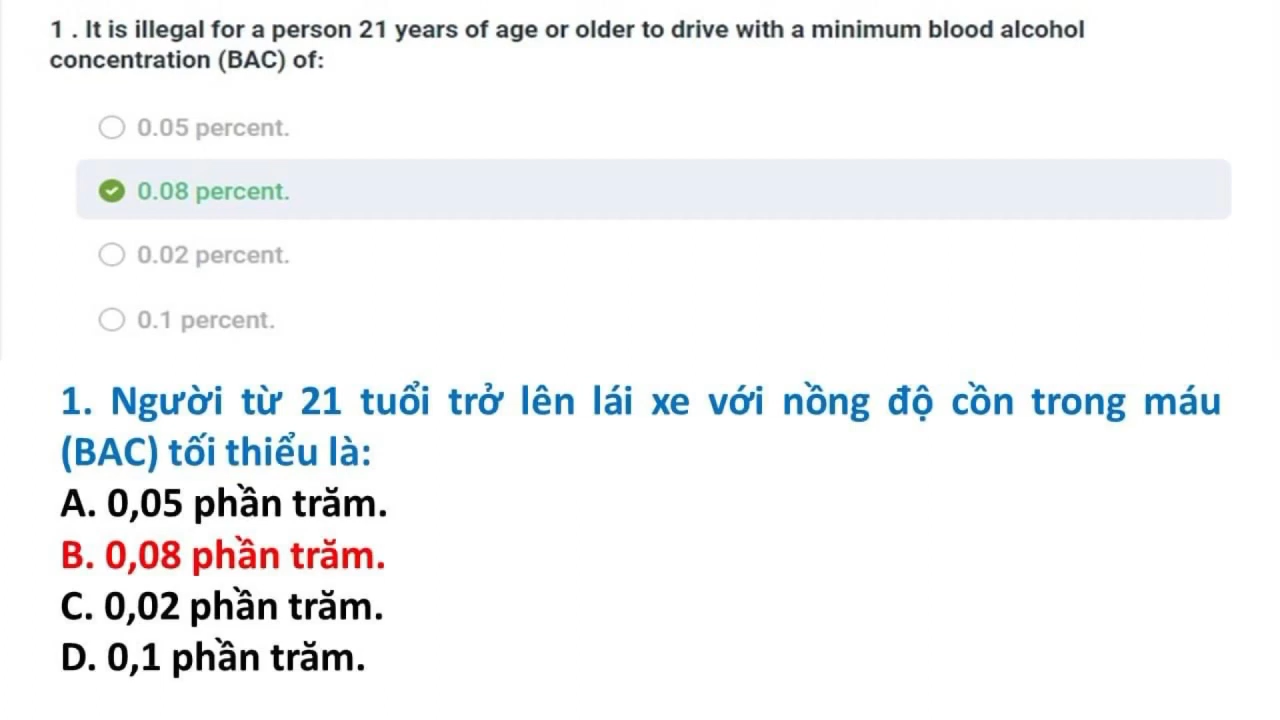 1 . It is illegal for a person 21 years of age or older to drive with a minimum blood alcohol
concentration (BAC) of:
0.05 percent.
0.08 percent.
0.02 percent.
0.1 percent.
1. Người từ 21 tuổi trở lên lái xe với nồng độ cồn trong máu
(BAC) tối thiểu là:
A. 0,05 phần trăm.
B. 0,08 phần trăm.
C. 0,02 phần trăm.
D. 0,1 phần trăm.